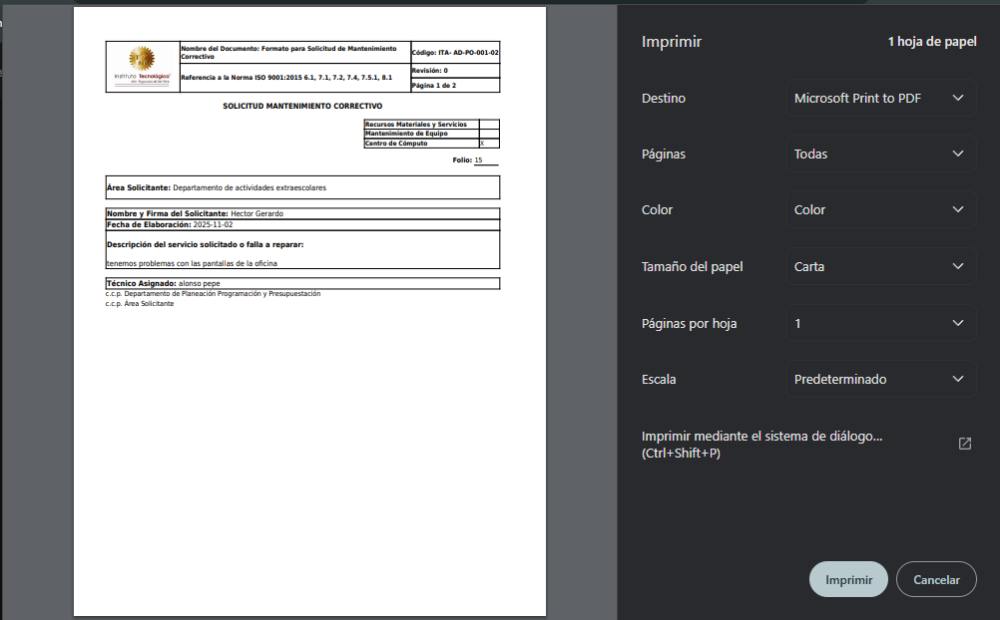 Instituto Tecnológico
de Aguascalientes
Nombre del Documento: Formato para Solicitud de Mantenimiento
Correctivo
Referencia a la Norma ISO 9001:2015 6.1, 7.1, 7.2, 7.4, 7.5.1, 8.1
Código: ITA- AD-PO-001-02
Revisión: 0
Página 1 de 2
SOLICITUD MANTENIMIENTO CORRECTIVO
Recursos Materiales y Servicios
Mantenimiento de Equipo
Centro de Cómputo X
Folio: 15
Área Solicitante: Departamento de actividades extraescolares
Nombre y Firma del Solicitante: Hector Gerardo
Fecha de Elaboración: 2025-11-02
Descripción del servicio solicitado o falla a reparar:
tenemos problemas con las pantallas de la oficina
Técnico Asignado: alonso pepe
c.c.p. Departamento de Planeación Programación y Presupuestación
c.c.p. Área Solicitante
Imprimir 1 hoja de papel
Destino Microsoft Print to PDF
Páginas Todas
Color Color
Tamaño del papel Carta
Páginas por hoja 1
Escala Predeterminado
Imprimir mediante el sistema de diálogo...
(Ctrl+Shift+P)
Imprimir Cancelar